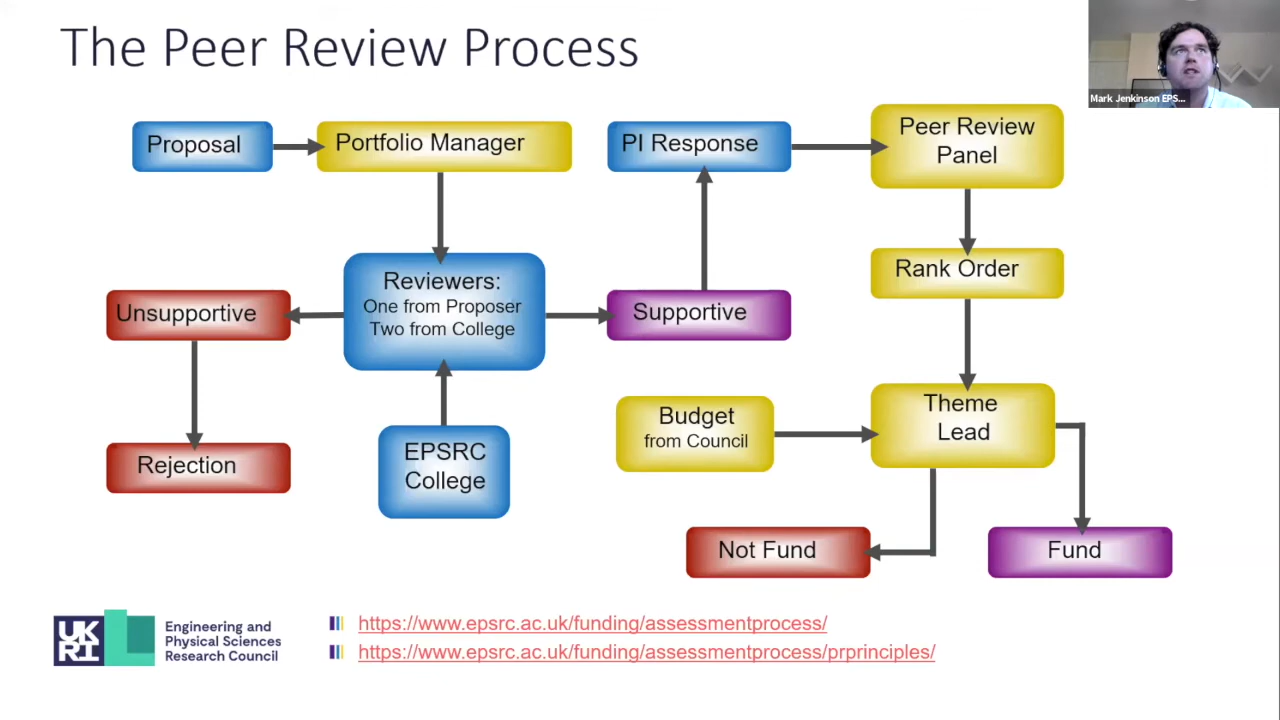 The Peer Review Process
Mark Jenkinson EPS...
Proposal
Portfolio Manager
PI Response
Peer Review
Panel
Reviewers:
One from Proposer
Two from College
Rank Order
Unsupportive
Supportive
Theme
Lead
Budget
from Council
EPSRC
College
Rejection
Not Fund
Fund
UK
RI
Engineering and
Physical Sciences
Research Council
https://www.epsrc.ac.uk/funding/assessmentprocess/
https://www.epsrc.ac.uk/funding/assessmentprocess/prprinciples/